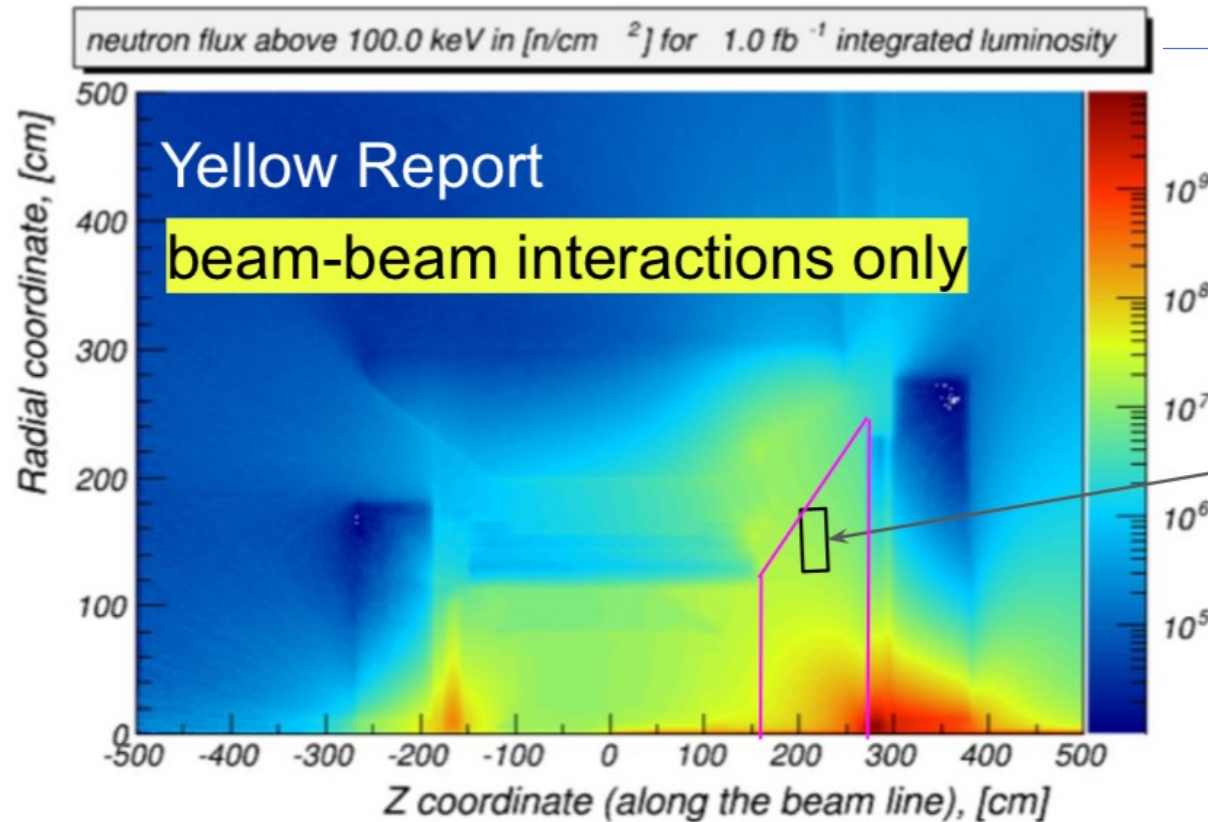 neutron flux above 100.0 keV in [n/cm ²] for 1.0 fb ⁻¹ integrated luminosity
Yellow Report
beam-beam interactions only
Radial coordinate, [cm]
500
400
300
200
100
0
-500 -400 -300 -200 -100 0 100 200 300 400 500
Z coordinate (along the beam line), [cm]
10⁹
10⁸
10⁷
10⁶
10⁵